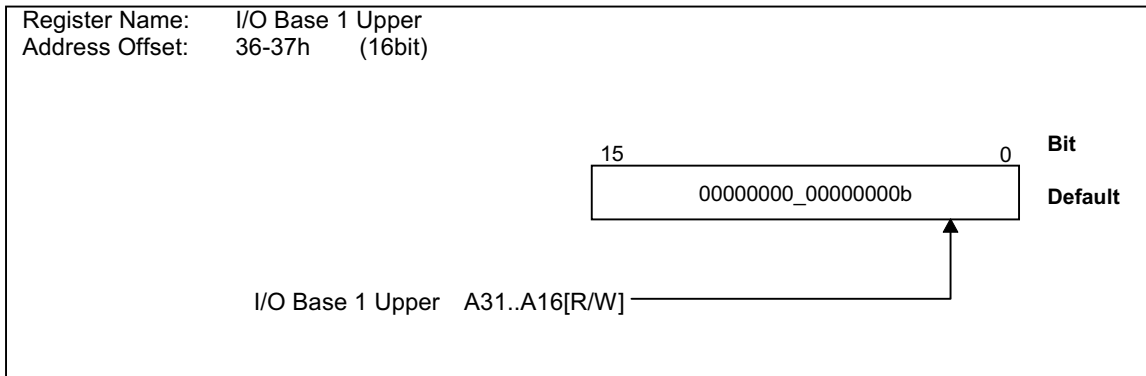 Register Name: I/O Base 1 Upper
Address Offset: 36-37h (16bit)
15 0 Bit
00000000_00000000b Default
I/O Base 1 Upper A31..A16[R/W]